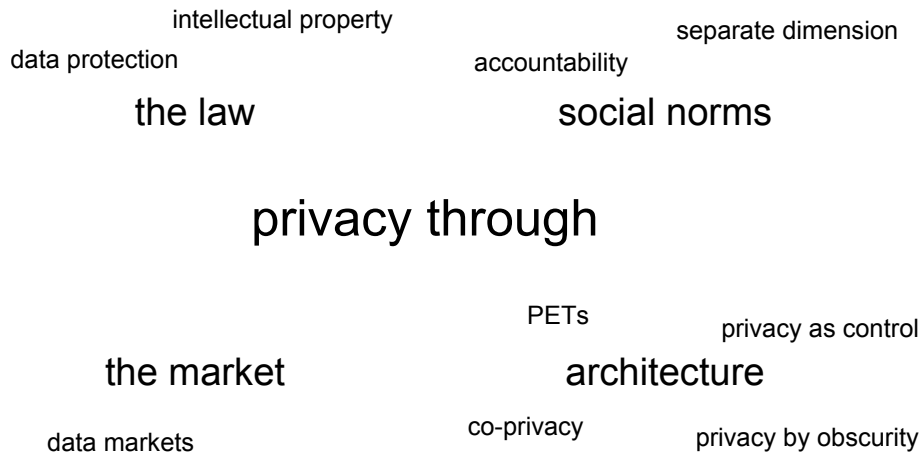 intellectual property
separate dimension
data protection
accountability
the law
social norms
privacy through
PETs
privacy as control
the market
architecture
co-privacy
data markets
privacy by obscurity